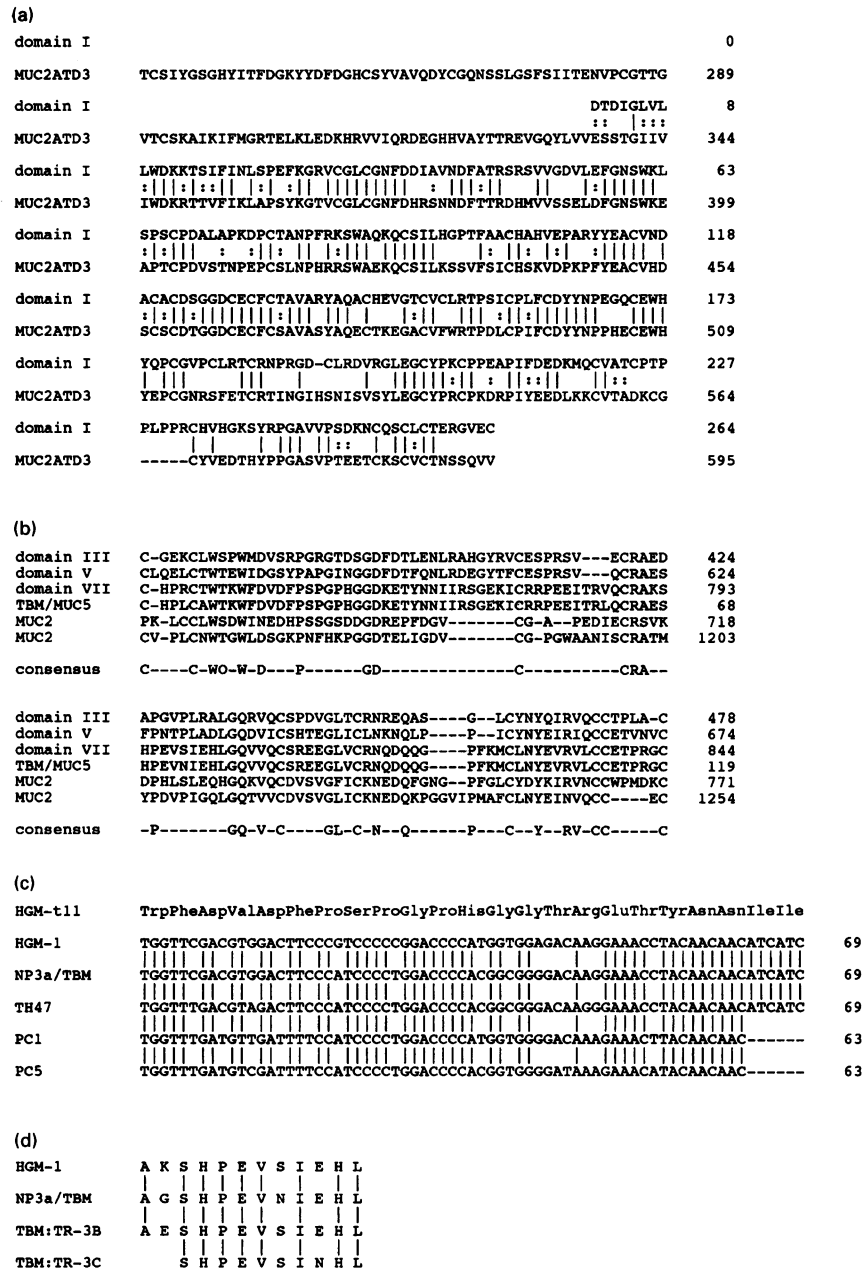 (a)
domain I 0
MUC2ATD3 TCSIYGSGHYITFDGKYYDFDGHCSYVAVQDYCGQNSSLGSFSIITENVPCGTTG 289
domain I DTDIGLVL 8
:: |:::
MUC2ATD3 VTCSKAIKIFMGRTELKLEDKHRVVIQRDEGHHVAYTTREVGQYLVVESSTGIIV 344
domain I LWDKKTSIFINLSPEFKGRVCGLCGNFDDIAVNDFATRSRSVVGDVLEFGNSWKL 63
MUC2ATD3 IWDKRTTVFIKLAPSYKGTVCGLCGNFDHRSNNDFTTRDHMVVSSELDFGNSWKE 399
domain I SPSCPDALAPKDPCTANPFRKSWAQKQCSILHGPTFAACHAHVEPARYYEACVND 118
MUC2ATD3 APTCPDVSTNPEPCSLNPHRRSWAEKQCSILKSSVFSICHSKVDPKPFYEACVHD 454
domain I ACACDSGGDCECFCTAVARYAQACHEVGTCVCLRTPSICPLFCDYYNPEGQCEWH 173
MUC2ATD3 SCSCDTGGDCECFCSAVASYAQECTKEGACVFWRTPDLCPIFCDYYNPPHECEWH 509
domain I YQPCGVPCLRTCRNPRGD-CLRDVRGLEGCYPKCPPEAPIFDEDKMQCVATCPTP 227
MUC2ATD3 YEPCGNRSFETCRTINGIHSNISVSYLEGCYPRCPKDRPIYEEDLKKCVTADKCG 564
domain I PLPPRCHVHGKSYRPGAVVPSDKNCQSCLCTERGVEC 264
MUC2ATD3 -----CYVEDTHYPPGASVPTEETCKSCVCTNSSQVV 595
(b)
domain III C-GEKCLWSPWMDVSRPGRGTDSGDFDTLENLRAHGYRVCESPRSV---ECRAED 424
domain V CLQELCTWTEWIDGSYPAPGINGGDFDTFQNLRDEGYTFCESPRSV---QCRAES 624
domain VII C-HPRCTWTKWFDVDFPSPGPHGGDKETYNNIIRSGEKICRRPEEITRVQCRAKS 793
TBM/MUC5 C-HPLCAWTKWFDVDFPSPGPHGGDKETYNNIIRSGEKICRRPEEITRLQCRAES 68
MUC2 PK-LCCLWSDWINEDHPSSGSDDGDREPFDGV-------CG-A--PEDIECRSVK 718
MUC2 CV-PLCNWTGWLDSGKPNFHKPGGDTELIGDV-------CG-PGWAANISCRATM 1203
consensus C----C-WO-W-D---P------GD--------------C----------CRA--
domain III APGVPLRALGQRVQCSPDVGLTCRNREQAS----G--LCYNYQIRVQCCTPLA-C 478
domain V FPNTPLADLGQDVICSHTEGLICLNKNQLP----P--ICYNYEIRIQCCETVNVC 674
domain VII HPEVSIEHLGQVVQCSREEGLVCRNQDQQG----PFKMCLNYEVRVLCCETPRGC 844
TBM/MUC5 HPEVNIEHLGQVVQCSREEGLVCRNQDQQG----PFKMCLNYEVRVLCCETPRGC 119
MUC2 DPHLSLEQHGQKVQCDVSVGFICKNEDQFGNG--PFGLCYDYKIRVNCCWPMDKC 771
MUC2 YPDVPIGQLGQTVVCDVSVGLICKNEDQKPGGVIPMAFCLNYEINVQCC----EC 1254
consensus -P-------GQ-V-C----GL-C-N--Q------P---C--Y--RV-CC-----C
(c)
HGM-t11 TrpPheAspValAspPheProSerProGlyProHisGlyGlyThrArgGluThrTyrAsnAsnIleIle
HGM-1 TGGTTCGACGTGGACTTCCCGTCCCCCGGACCCCATGGTGGAGACAAGGAAACCTACAACAACATCATC 69
NP3a/TBM TGGTTCGACGTGGACTTCCCATCCCCTGGACCCCACGGCGGGGACAAGGAAACCTACAACAACATCATC 69
TH47 TGGTTTGACGTAGACTTCCCATCCCCTGGACCCCACGGCGGGACAAGGGAAACCTACAACAACATCATC 69
PC1 TGGTTTGATGTTGATTTTCCATCCCCTGGACCCCATGGTGGGGACAAAGAAACTTACAACAAC------ 63
PC5 TGGTTTGATGTCGATTTTCCATCCCCTGGACCCCACGGTGGGGATAAAGAAACATACAACAAC------ 63
(d)
HGM-1 A K S H P E V S I E H L
NP3a/TBM A G S H P E V N I E H L
TBM:TR-3B A E S H P E V S I E H L
TBM:TR-3C S H P E V S I N H L